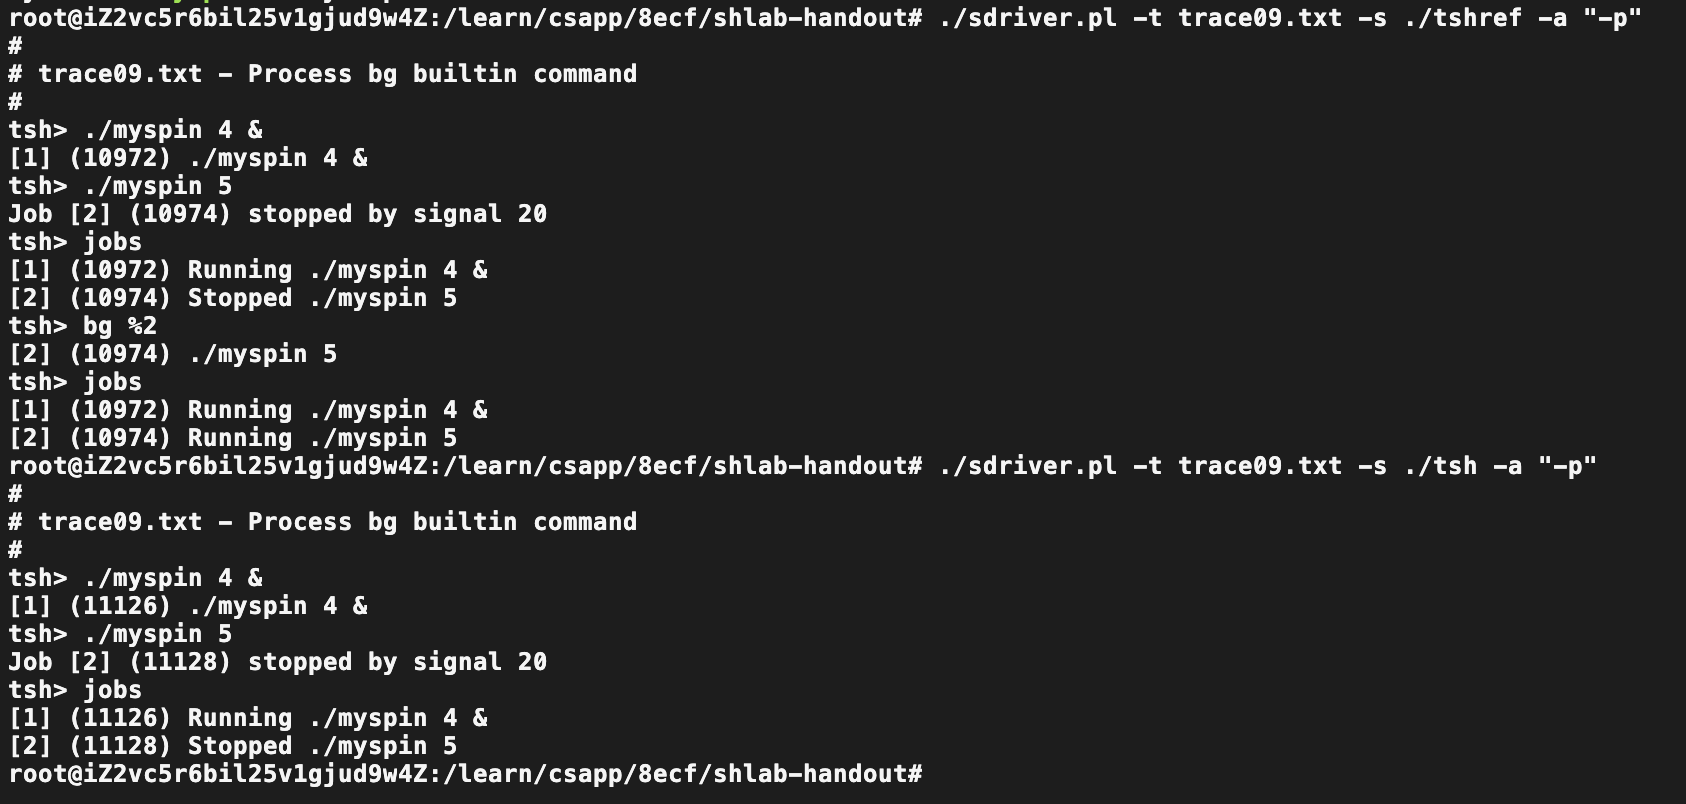 root@iZ2vc5r6bil25v1gjud9w4Z:/learn/csapp/8ecf/shlab-handout# ./sdriver.pl -t trace09.txt -s ./tshref -a "-p"
#
# trace09.txt - Process bg builtin command
#
tsh> ./myspin 4 &
[1] (10972) ./myspin 4 &
tsh> ./myspin 5
Job [2] (10974) stopped by signal 20
tsh> jobs
[1] (10972) Running ./myspin 4 &
[2] (10974) Stopped ./myspin 5
tsh> bg %2
[2] (10974) ./myspin 5
tsh> jobs
[1] (10972) Running ./myspin 4 &
[2] (10974) Running ./myspin 5
root@iZ2vc5r6bil25v1gjud9w4Z:/learn/csapp/8ecf/shlab-handout# ./sdriver.pl -t trace09.txt -s ./tsh -a "-p"
#
# trace09.txt - Process bg builtin command
#
tsh> ./myspin 4 &
[1] (11126) ./myspin 4 &
tsh> ./myspin 5
Job [2] (11128) stopped by signal 20
tsh> jobs
[1] (11126) Running ./myspin 4 &
[2] (11128) Stopped ./myspin 5
root@iZ2vc5r6bil25v1gjud9w4Z:/learn/csapp/8ecf/shlab-handout#